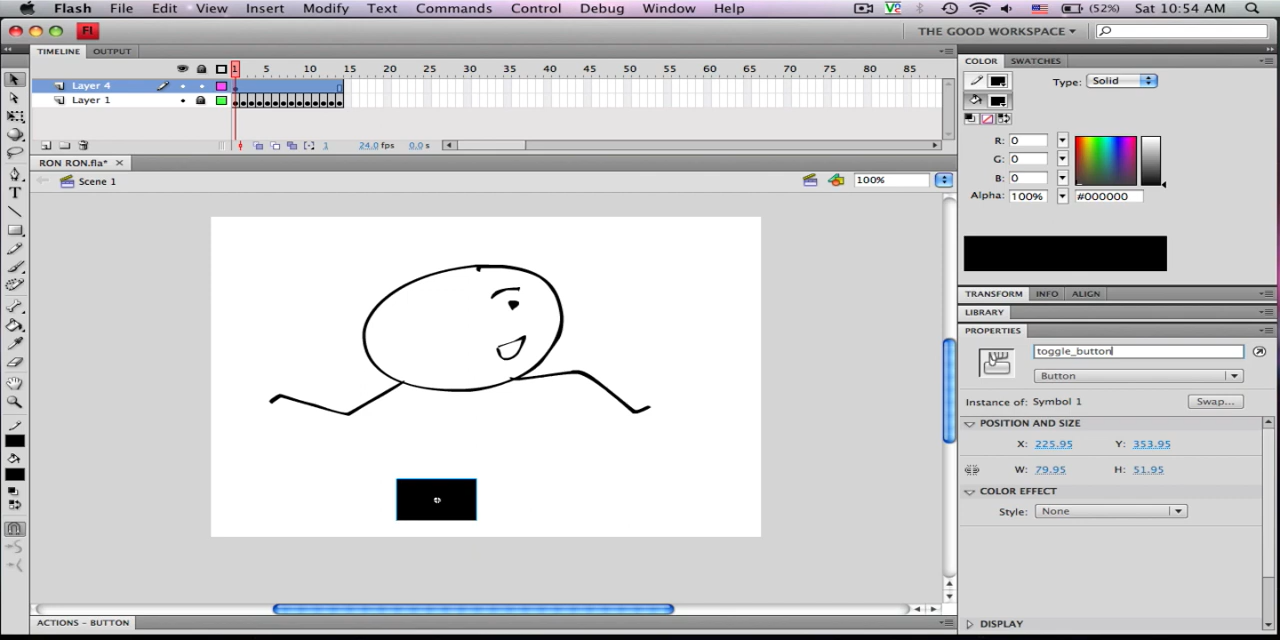 Flash File Edit View Insert Modify Text Commands Control Debug Window Help V2 (52%) Sat 10:54 AM
Fl THE GOOD WORKSPACE
TIMELINE OUTPUT
1 5 10 15 20 25 30 35 40 45 50 55 60 65 70 75 80 85
Layer 4
Layer 1
1 24.0 fps 0.0 s
RON RON.fla*
Scene 1 100%
T
COLOR SWATCHES
Type: Solid
R: 0
G: 0
B: 0
Alpha: 100% #000000
TRANSFORM INFO ALIGN
LIBRARY
PROPERTIES
toggle_button
Button
Instance of: Symbol 1 Swap...
POSITION AND SIZE
X: 225.95 Y: 353.95
W: 79.95 H: 51.95
COLOR EFFECT
Style: None
DISPLAY
ACTIONS - BUTTON